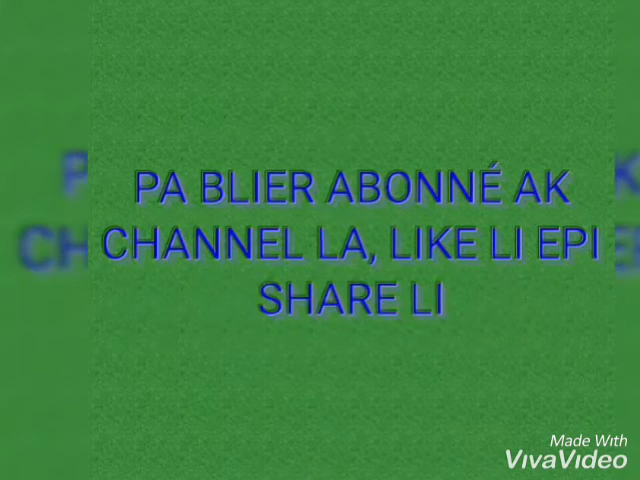 PA BLIER ABONNÉ AK
CHANNEL LA, LIKE LI EPI
SHARE LI
Made With
VivaVideo